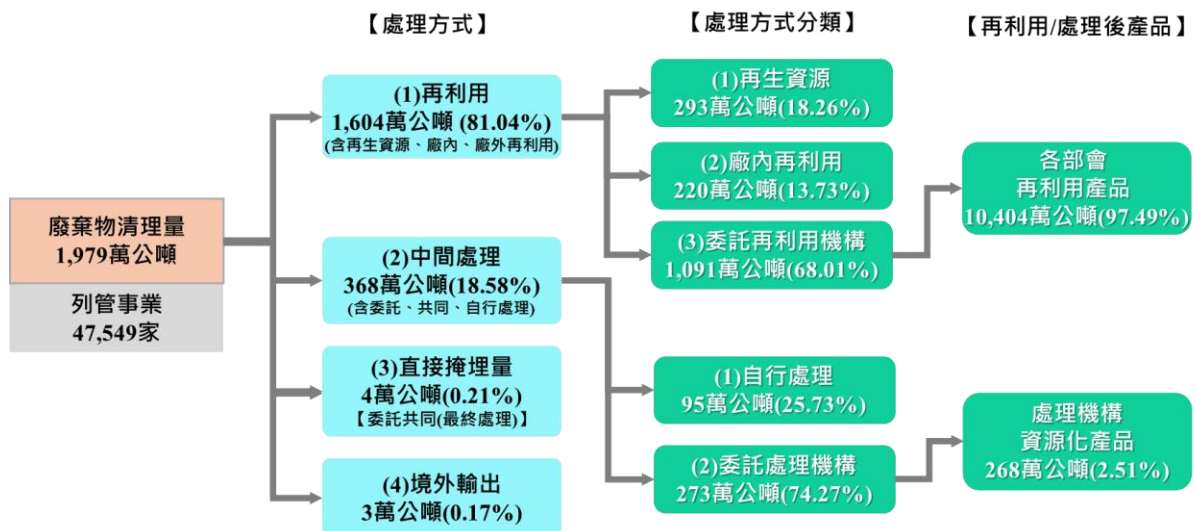 【處理方式】
【處理方式分類】
【再利用/處理後產品】
廢棄物清理量
1,979萬公噸
列管事業
47,549家
(1)再利用
1,604萬公噸 (81.04%)
(含再生資源、廠內、廠外再利用)
(2)中間處理
368萬公噸(18.58%)
(含委託、共同、自行處理)
(3)直接掩埋量
4萬公噸(0.21%)
【委託共同(最終處理)】
(4)境外輸出
3萬公噸(0.17%)
(1)再生資源
293萬公噸(18.26%)
(2)廠內再利用
220萬公噸(13.73%)
(3)委託再利用機構
1,091萬公噸(68.01%)
(1)自行處理
95萬公噸(25.73%)
(2)委託處理機構
273萬公噸(74.27%)
各部會
再利用產品
10,404萬公噸(97.49%)
處理機構
資源化產品
268萬公噸(2.51%)